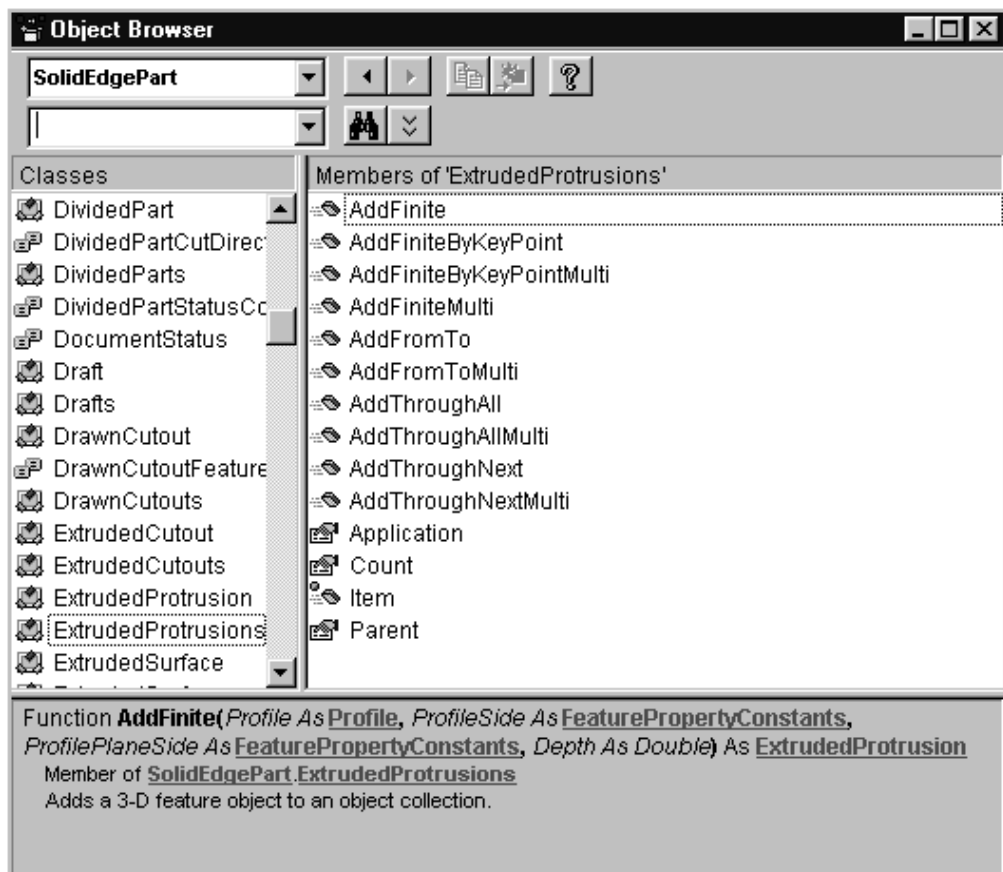 Object Browser
SolidEdgePart
Classes
Members of 'ExtrudedProtrusions'
DividedPart
DividedPartCutDirec
DividedParts
DividedPartStatusCo
DocumentStatus
Draft
Drafts
DrawnCutout
DrawnCutoutFeature
DrawnCutouts
ExtrudedCutout
ExtrudedCutouts
ExtrudedProtrusion
ExtrudedProtrusions
ExtrudedSurface
AddFinite
AddFiniteByKeyPoint
AddFiniteByKeyPointMulti
AddFiniteMulti
AddFromTo
AddFromToMulti
AddThroughAll
AddThroughAllMulti
AddThroughNext
AddThroughNextMulti
Application
Count
Item
Parent
Function AddFinite(Profile As Profile, ProfileSide As FeaturePropertyConstants,
ProfilePlaneSide As FeaturePropertyConstants, Depth As Double) As ExtrudedProtrusion
Member of SolidEdgePart.ExtrudedProtrusions
Adds a 3-D feature object to an object collection.